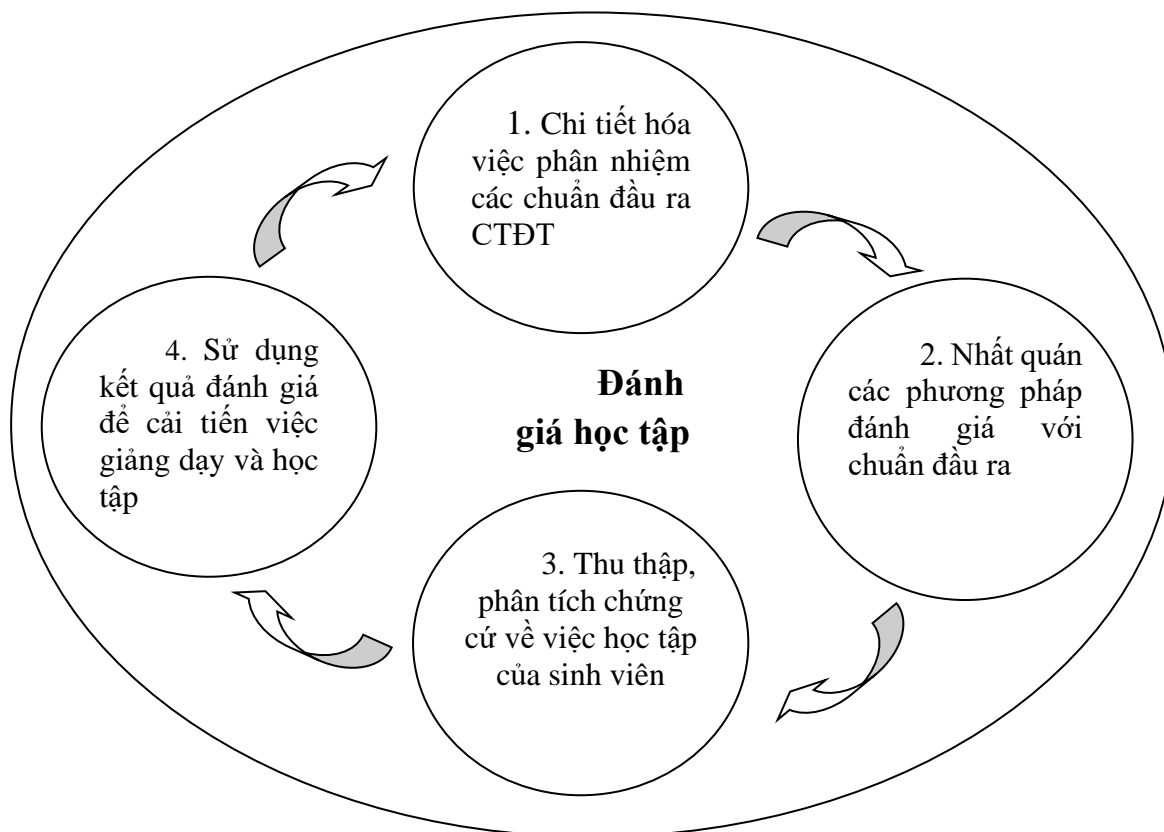 1. Chi tiết hóa
việc phân nhiệm
các chuẩn đầu ra
CTĐT
2. Nhất quán
các phương pháp
đánh giá với
chuẩn đầu ra
3. Thu thập,
phân tích chứng
cứ về việc học tập
của sinh viên
4. Sử dụng
kết quả đánh giá
để cải tiến việc
giảng dạy và học
tập
Đánh
giá học tập